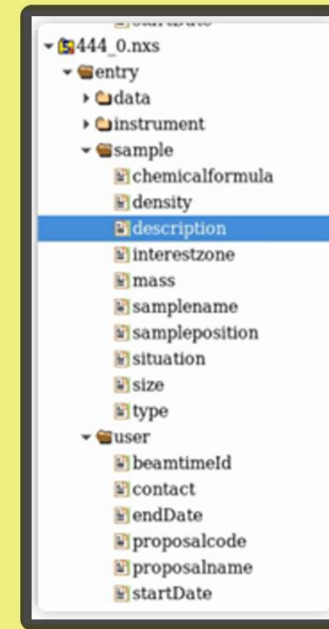 startDate
444_0.nxs
entry
data
instrument
sample
chemicalformula
density
description
interestzone
mass
samplename
sampleposition
situation
size
type
user
beamtimeId
contact
endDate
proposalcode
proposalname
startDate